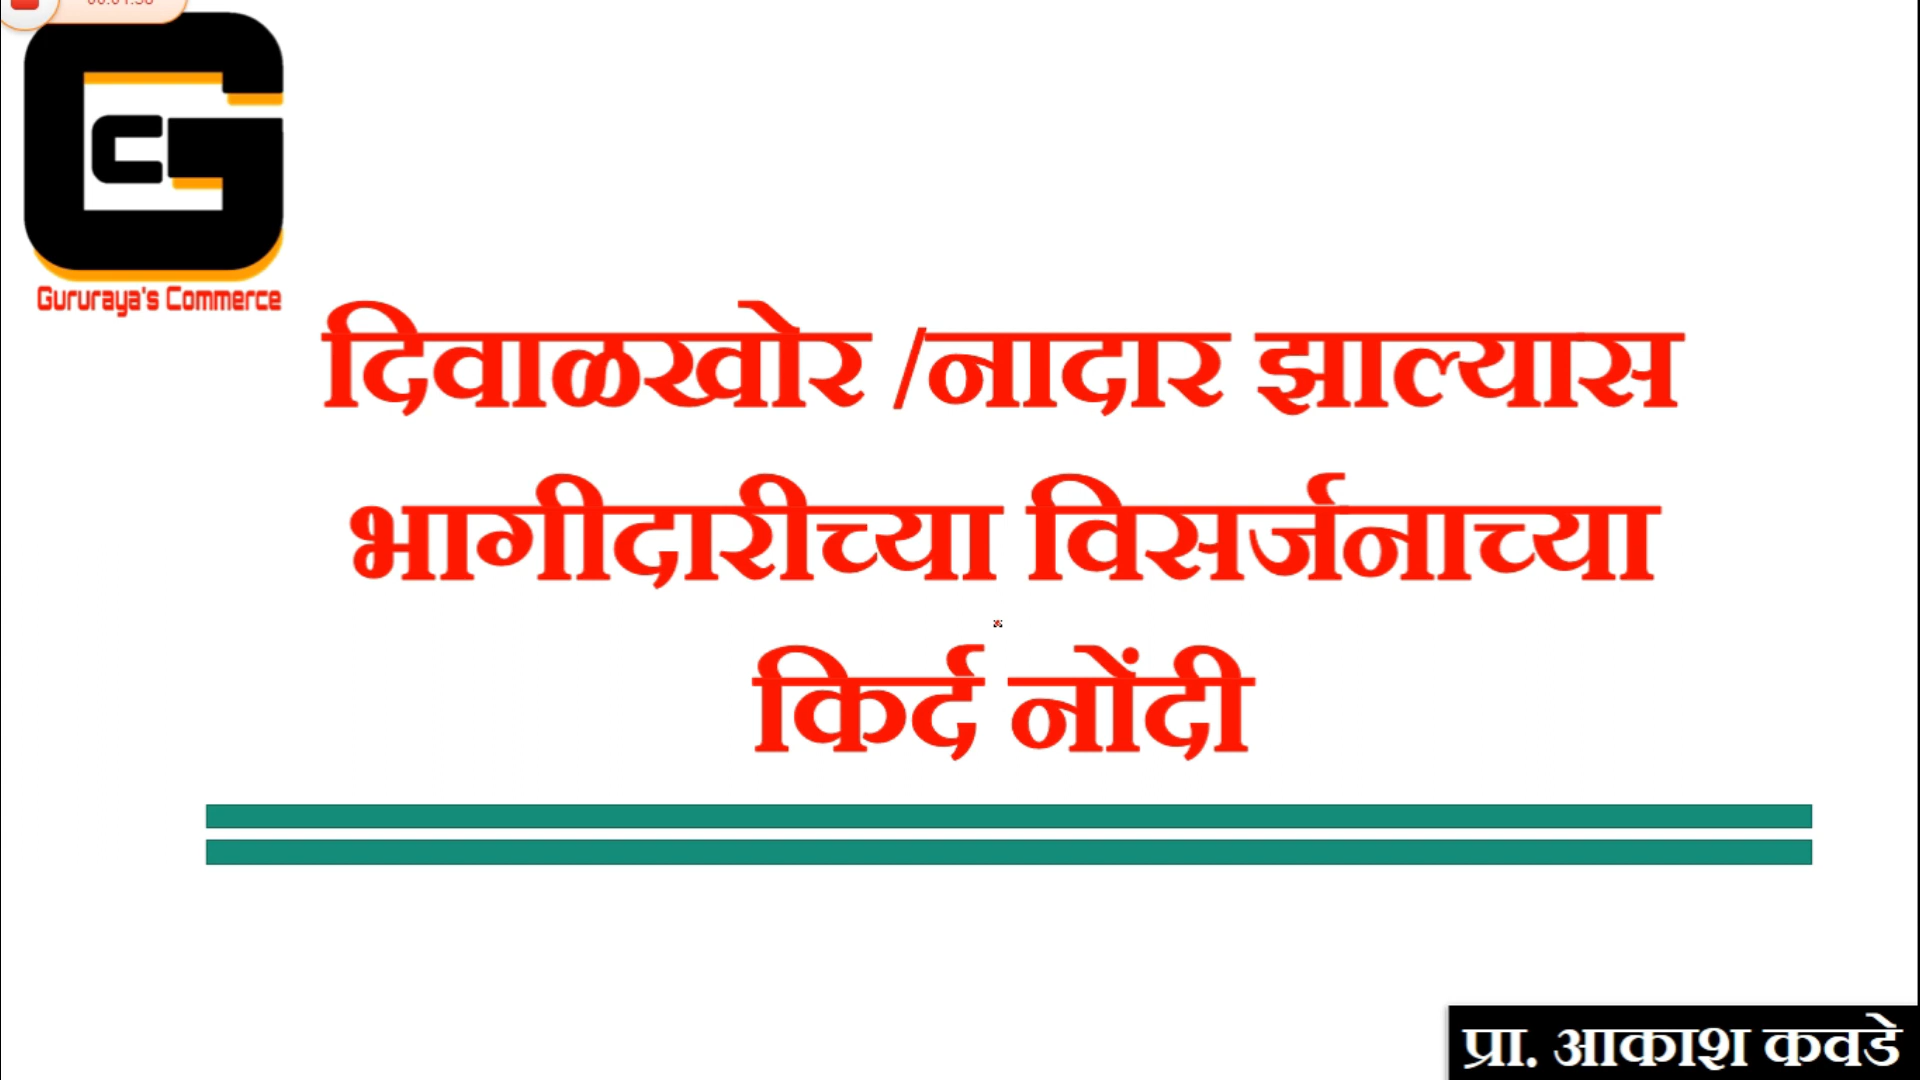 Gururaya's Commerce
दिवाळखोर /नादार झाल्यास
भागीदारीच्या विसर्जनाच्या
किर्द नोंदी
प्रा. आकाश कवडे